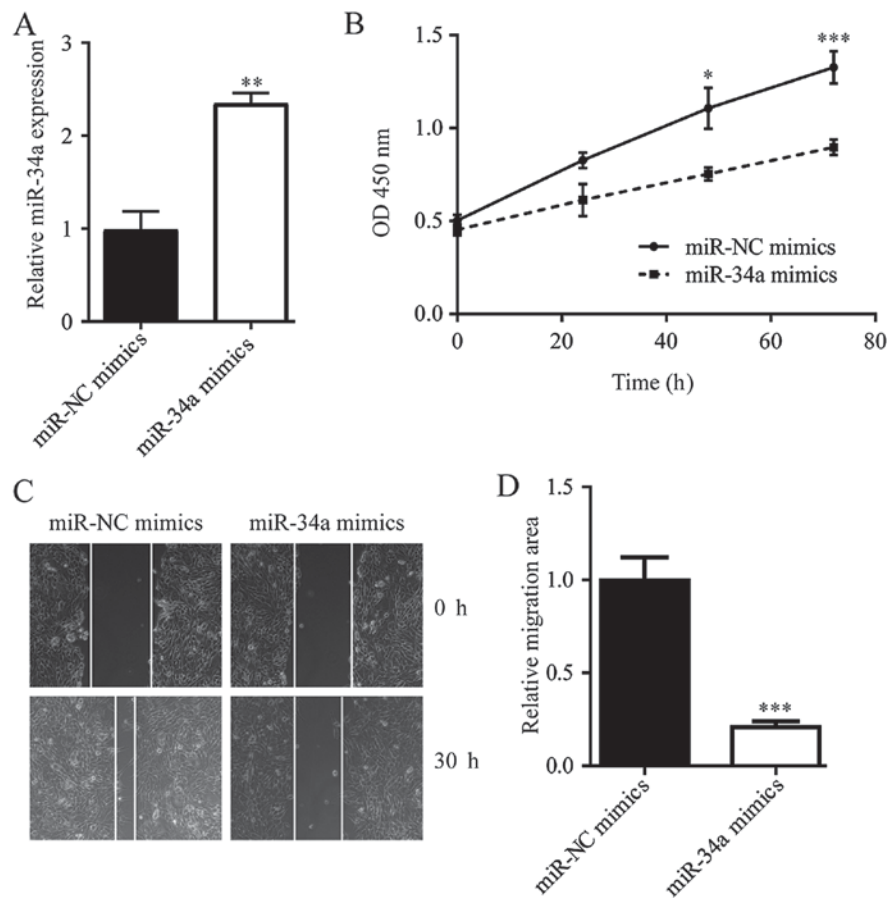 A
Relative miR-34a expression
3
2
1
0
**
miR-NC mimics
miR-34a mimics
B
OD 450 nm
1.5
1.0
0.5
0.0
*
***
miR-NC mimics
miR-34a mimics
0
20
40
60
80
Time (h)
C
miR-NC mimics
miR-34a mimics
0 h
30 h
D
Relative migration area
1.5
1.0
0.5
0.0
***
miR-NC mimics
miR-34a mimics